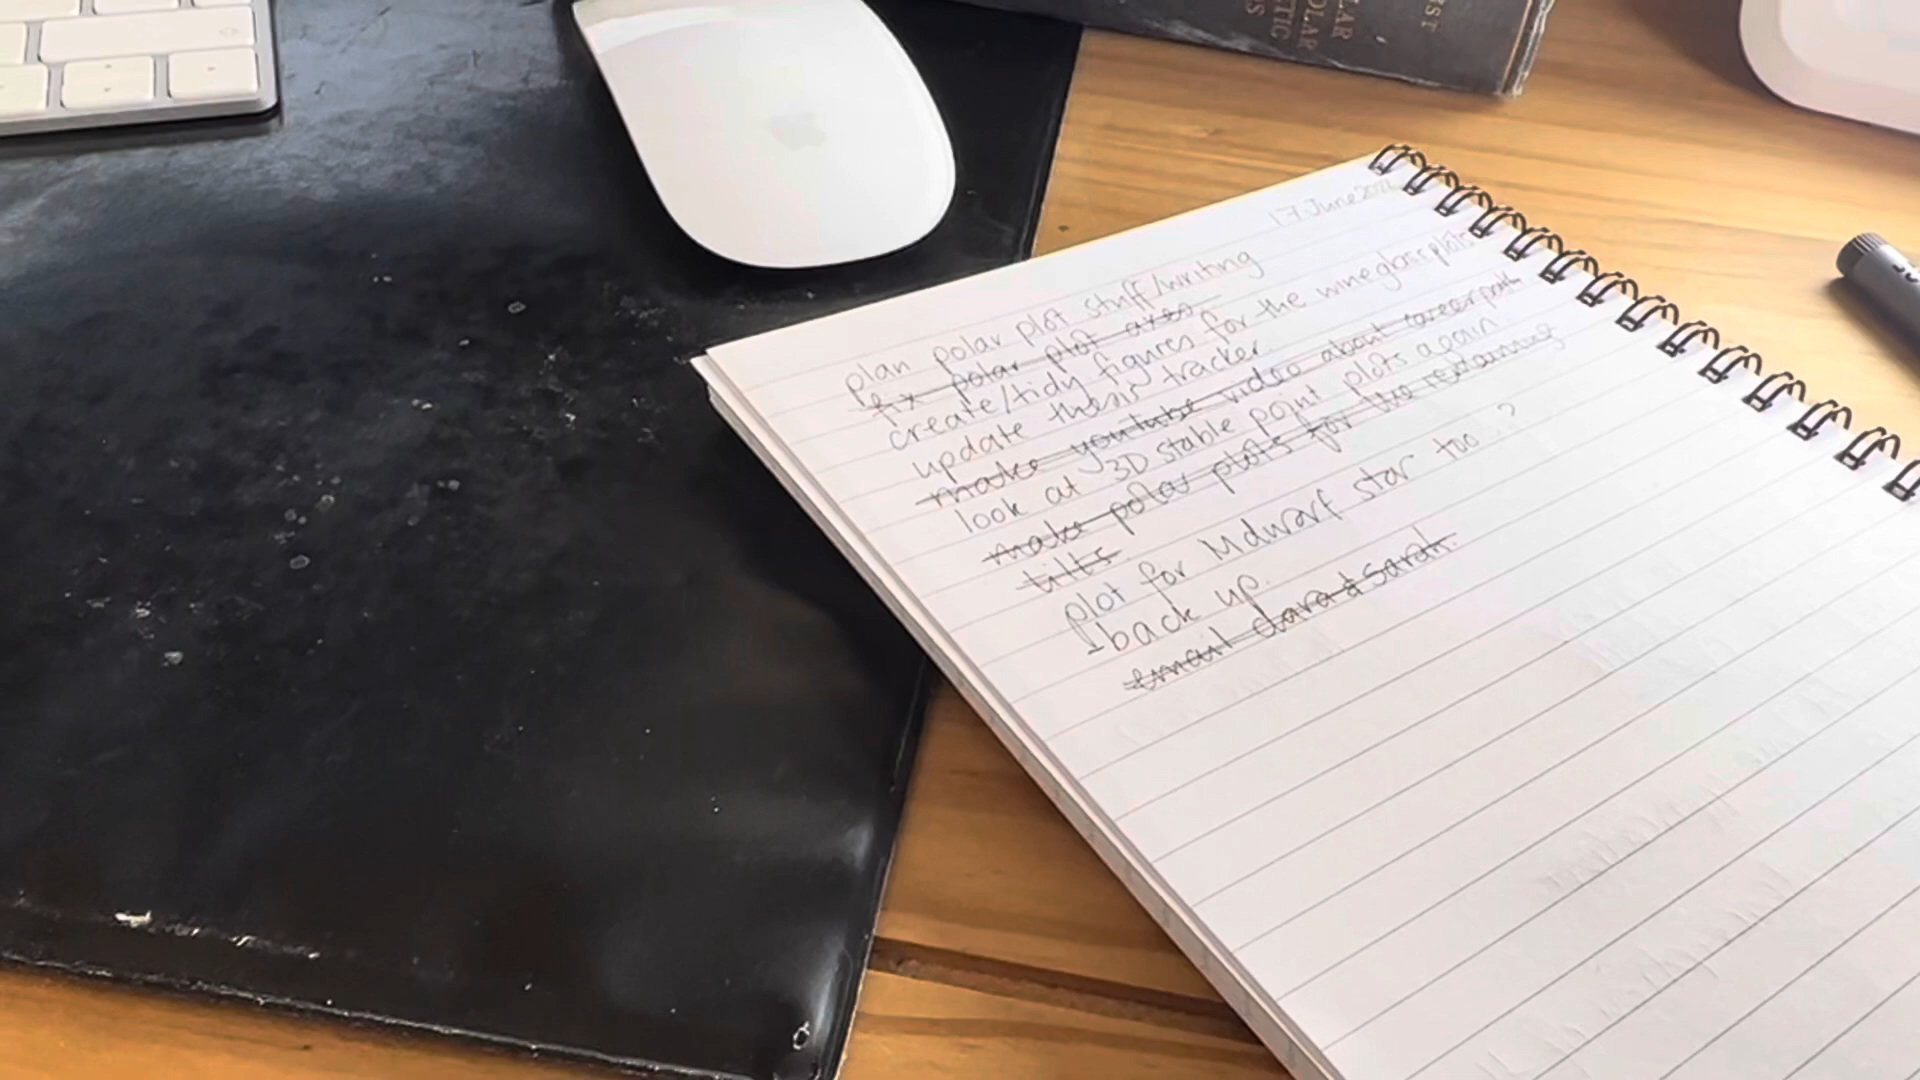 17 June
plan polar plot stuff/writing
fix polar plot axes
create/tidy figures for the wineglass plots
update thesis tracker
make youtube video about career path
look at 3D stable point plots again
make polar plots for the remaining
tilts
plot for Mdwarf star too?
back up.
email dara & Sarah.